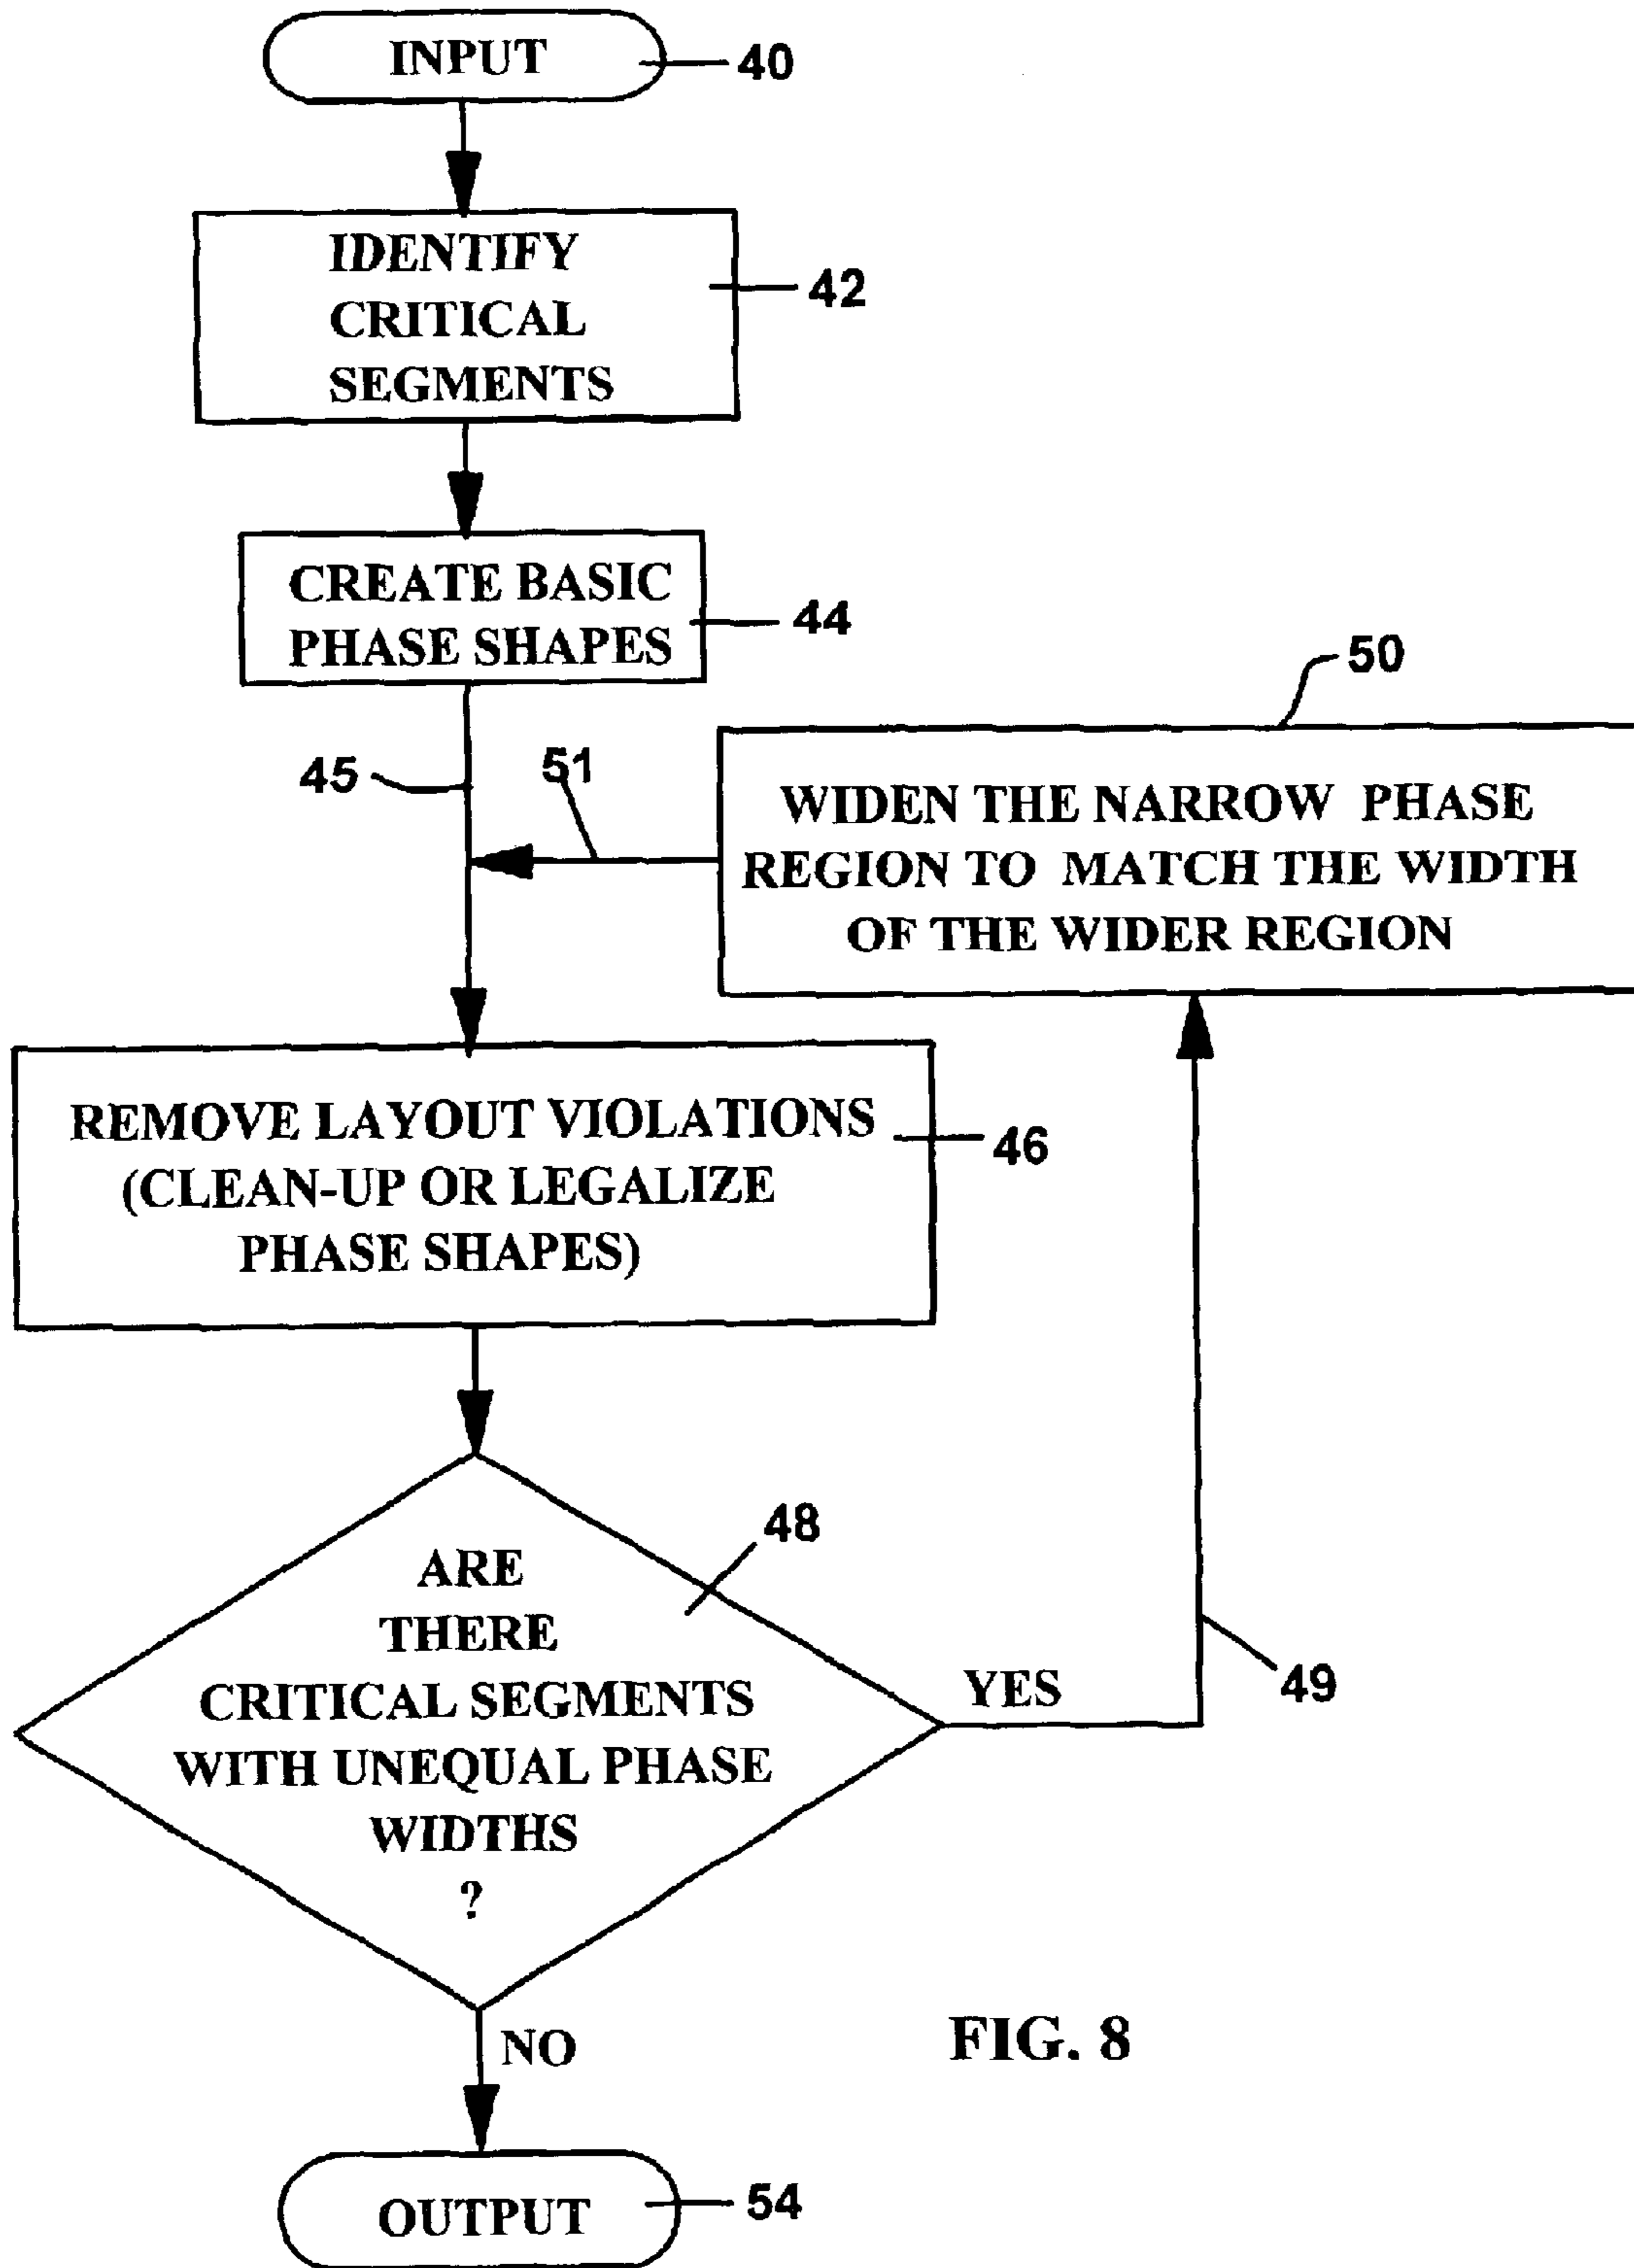 INPUT
40
IDENTIFY
CRITICAL
SEGMENTS
42
CREATE BASIC
PHASE SHAPES
44
45
51
50
WIDEN THE NARROW PHASE
REGION TO MATCH THE WIDTH
OF THE WIDER REGION
REMOVE LAYOUT VIOLATIONS
(CLEAN-UP OR LEGALIZE
PHASE SHAPES)
46
ARE
THERE
CRITICAL SEGMENTS
WITH UNEQUAL PHASE
WIDTHS
?
48
YES
49
NO
FIG. 8
OUTPUT
54